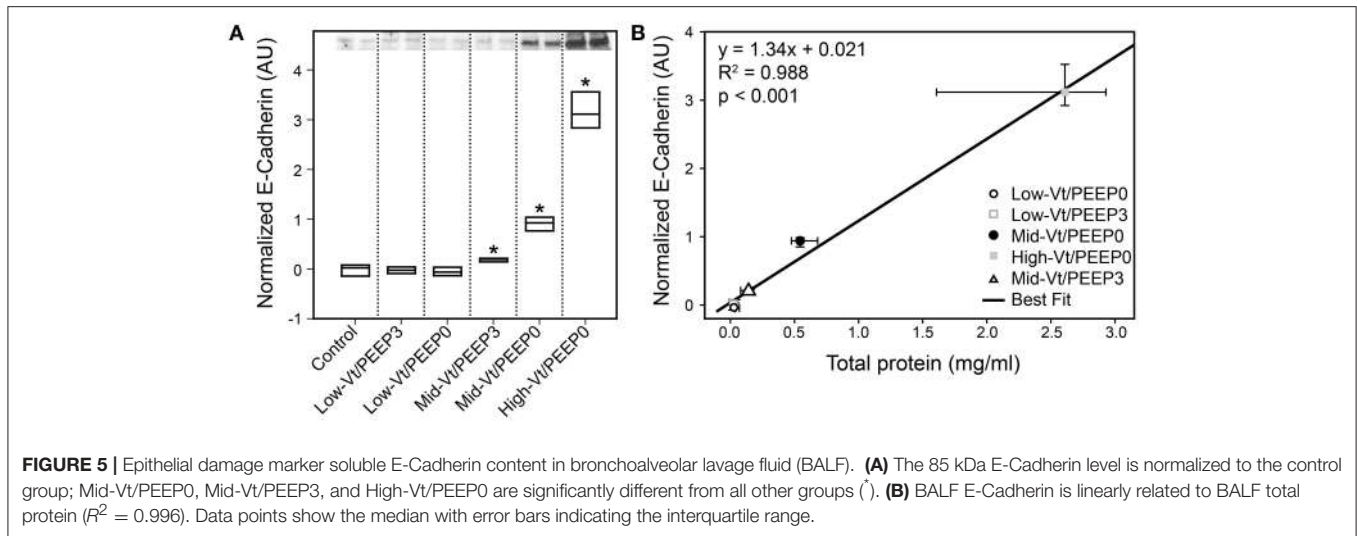 A
Normalized E-Cadherin (AU)
4
3
2
1
0
-1
*
*
*
Control
Low-Vt/PEEP3
Low-Vt/PEEP0
Mid-Vt/PEEP3
Mid-Vt/PEEP0
High-Vt/PEEP0
B
Normalized E-Cadherin (AU)
4
3
2
1
0
y = 1.34x + 0.021
R² = 0.988
p < 0.001
Low-Vt/PEEP0
Low-Vt/PEEP3
Mid-Vt/PEEP0
High-Vt/PEEP0
Mid-Vt/PEEP3
Best Fit
0.0 0.5 1.0 1.5 2.0 2.5 3.0
Total protein (mg/ml)
FIGURE 5 | Epithelial damage marker soluble E-Cadherin content in bronchoalveolar lavage fluid (BALF). (A) The 85 kDa E-Cadherin level is normalized to the control
group; Mid-Vt/PEEP0, Mid-Vt/PEEP3, and High-Vt/PEEP0 are significantly different from all other groups (*). (B) BALF E-Cadherin is linearly related to BALF total
protein (R² = 0.996). Data points show the median with error bars indicating the interquartile range.